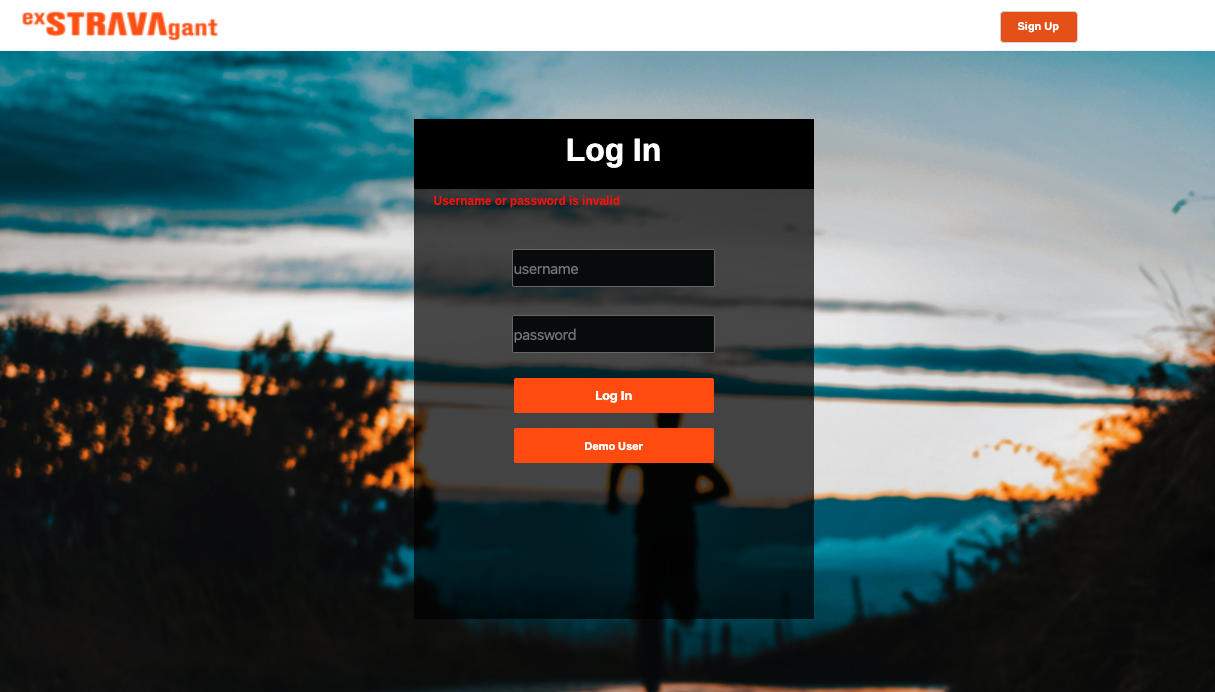 exSTRAVAgant
Sign Up
Log In
Username or password is invalid
username
password
Log In
Demo User